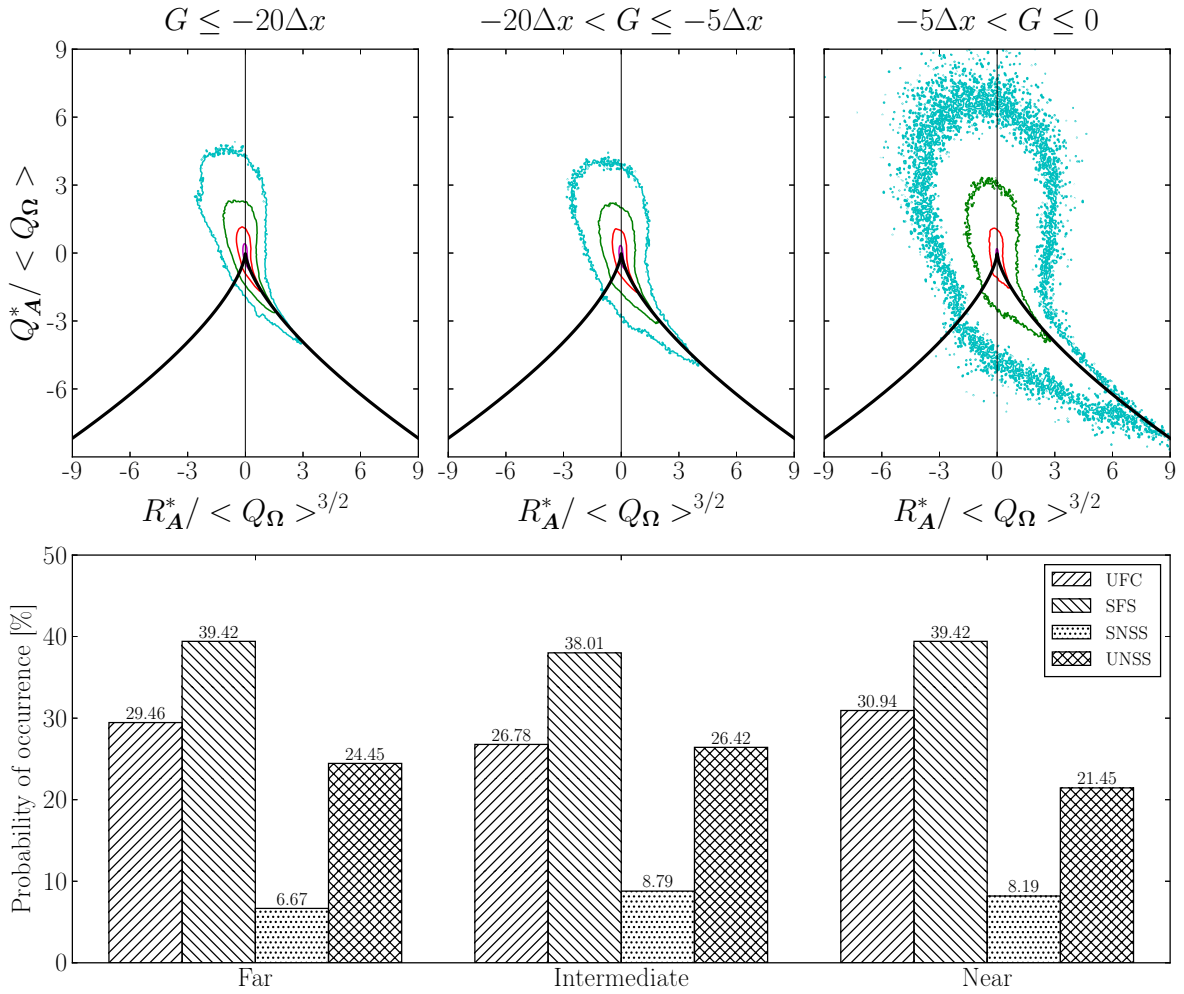 G ≤ −20Δx
−20Δx < G ≤ −5Δx
−5Δx < G ≤ 0
Q*_A/ < Q_Ω >
9
6
3
0
-3
-6
-9 -6 -3 0 3 6 9
-9 -6 -3 0 3 6 9
-9 -6 -3 0 3 6 9
R*_A/ < Q_Ω >^{3/2}
R*_A/ < Q_Ω >^{3/2}
R*_A/ < Q_Ω >^{3/2}
Probability of occurrence [%]
50
40
30
20
10
0
29.46
39.42
6.67
24.45
26.78
38.01
8.79
26.42
30.94
39.42
8.19
21.45
UFC
SFS
SNSS
UNSS
Far
Intermediate
Near